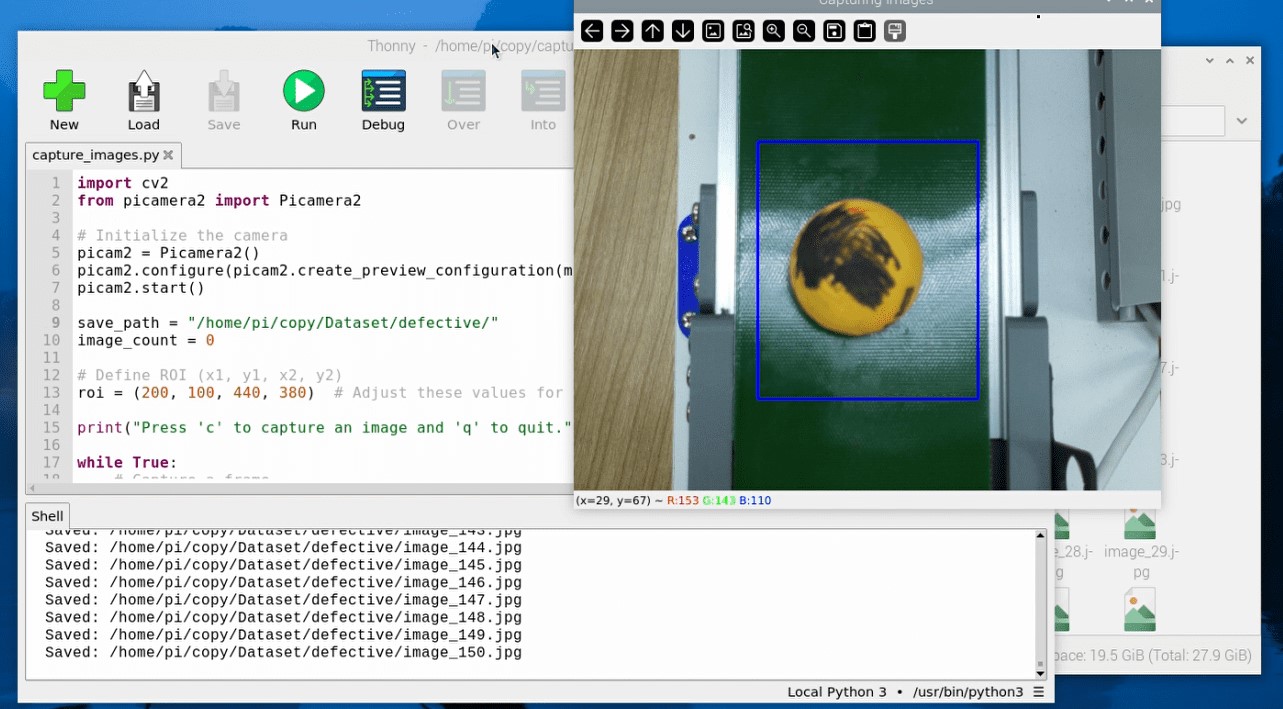 Capturing images
Thonny - /home/pi/copy/captu
New
Load
Save
Run
Debug
Over
Into
capture_images.py
1 import cv2
2 from picamera2 import Picamera2
3
4 # Initialize the camera
5 picam2 = Picamera2()
6 picam2.configure(picam2.create_preview_configuration(m
7 picam2.start()
8
9 save_path = "/home/pi/copy/Dataset/defective/"
10 image_count = 0
11
12 # Define ROI (x1, y1, x2, y2)
13 roi = (200, 100, 440, 380) # Adjust these values for
14
15 print("Press 'c' to capture an image and 'q' to quit."
16
17 while True:
18 # Capture a frame
(x=29, y=67) ~ R:153 G:143 B:110
Shell
Saved: /home/pi/copy/Dataset/defective/image_143.jpg
Saved: /home/pi/copy/Dataset/defective/image_144.jpg
Saved: /home/pi/copy/Dataset/defective/image_145.jpg
Saved: /home/pi/copy/Dataset/defective/image_146.jpg
Saved: /home/pi/copy/Dataset/defective/image_147.jpg
Saved: /home/pi/copy/Dataset/defective/image_148.jpg
Saved: /home/pi/copy/Dataset/defective/image_149.jpg
Saved: /home/pi/copy/Dataset/defective/image_150.jpg
Local Python 3 • /usr/bin/python3
jpg
1.j-
7.j-
3.j-
e_28.j-
g
image_29.j-
pg
pace: 19.5 GiB (Total: 27.9 GiB)